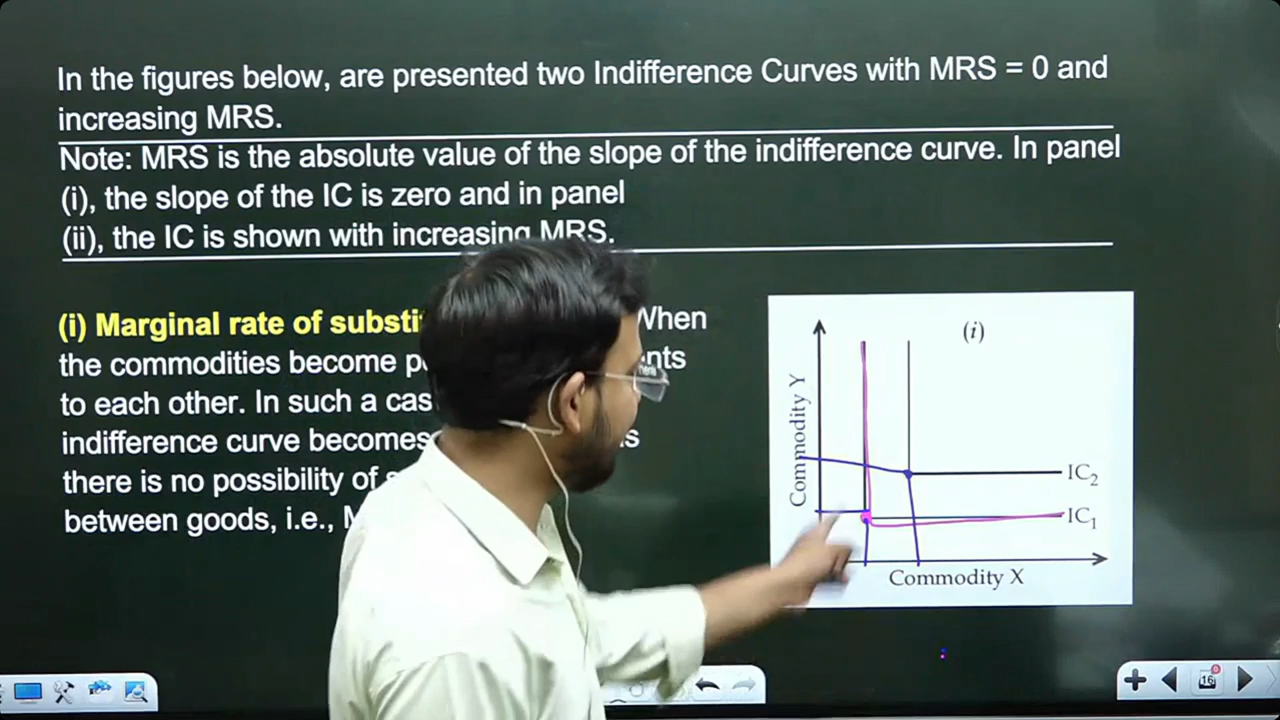 In the figures below, are presented two Indifference Curves with MRS = 0 and
increasing MRS.
Note: MRS is the absolute value of the slope of the indifference curve. In panel
(i), the slope of the IC is zero and in panel
(ii), the IC is shown with increasing MRS.
(i) Marginal rate of When
the commodities become
to each other. In such a
indifference curve becomes
there is no possibility of
between goods, i.e.,
(i)
Commodity Y
IC₂
IC₁
Commodity X
16